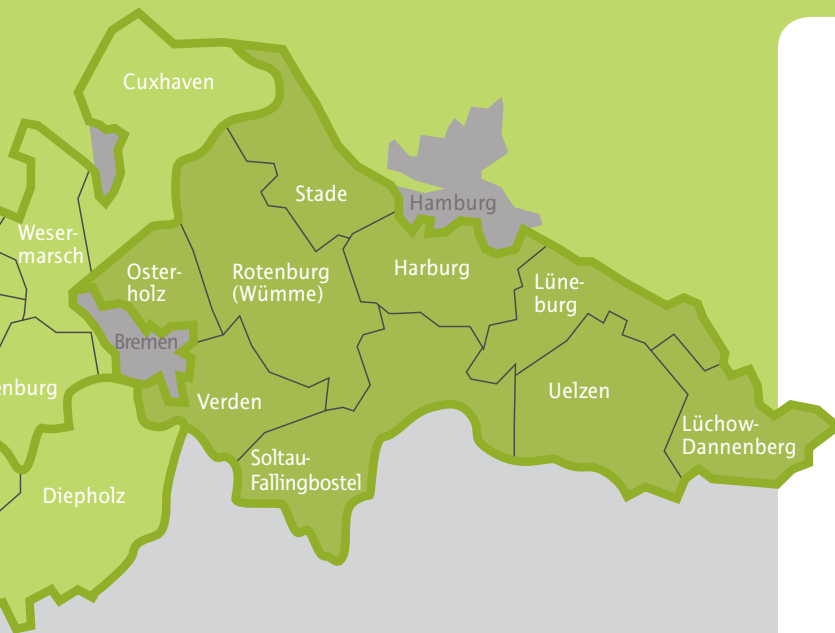 Cuxhaven
Stade
Hamburg
Weser-
marsch
Oster-
holz
Rotenburg
(Wümme)
Harburg
Lüne-
burg
Bremen
enburg
Verden
Uelzen
Lüchow-
Dannenberg
Soltau-
Fallingbostel
Diepholz